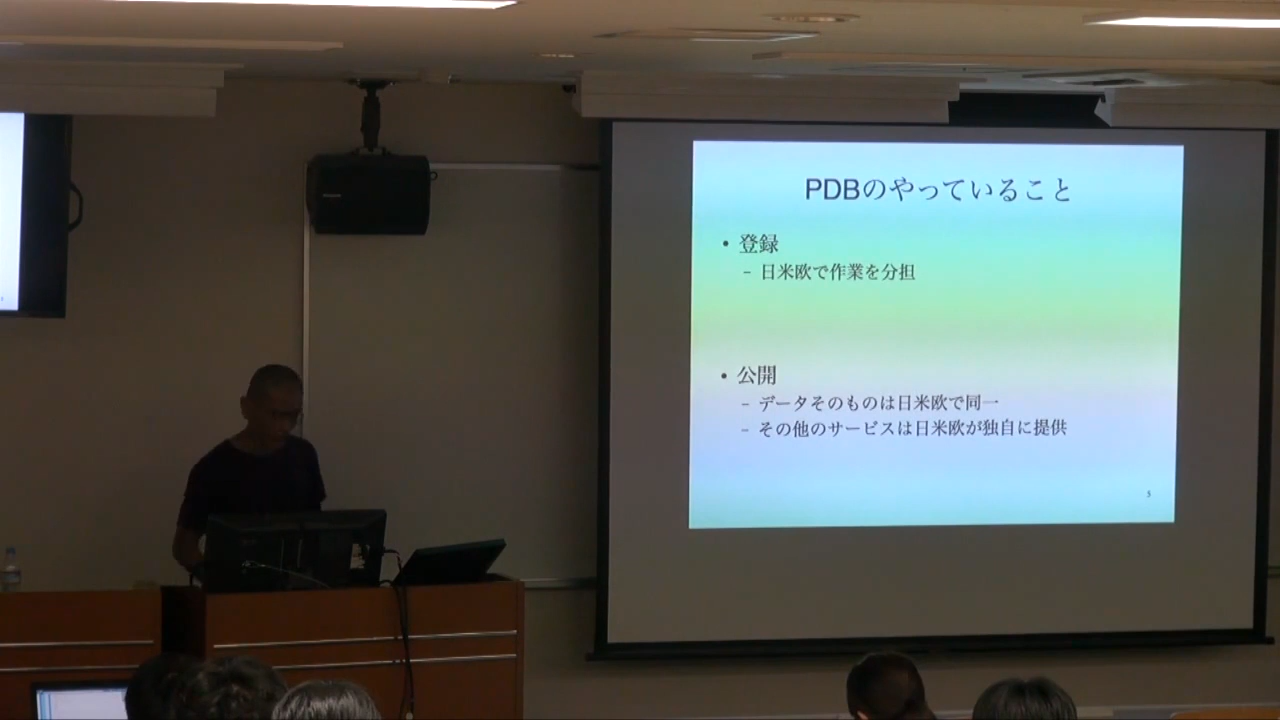 PDBのやっていること
• 登録
– 日米欧で作業を分担
• 公開
– データそのものは日米欧で同一
– その他のサービスは日米欧が独自に提供
5